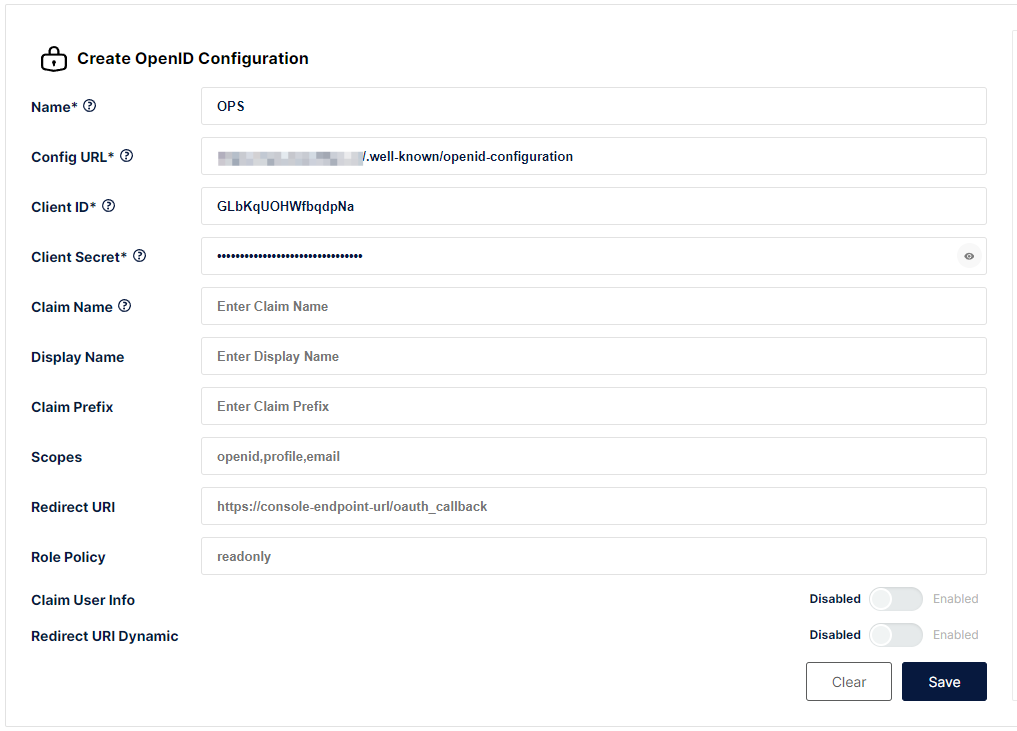 Create OpenID Configuration
Name* ?
OPS
Config URL* ?
/.well-known/openid-configuration
Client ID* ?
GLbKqUOHWfbqdpNa
Client Secret* ?
••••••••••••••••••••••••••••••••
Claim Name ?
Enter Claim Name
Display Name
Enter Display Name
Claim Prefix
Enter Claim Prefix
Scopes
openid,profile,email
Redirect URI
https://console-endpoint-url/oauth_callback
Role Policy
readonly
Claim User Info
Disabled Enabled
Redirect URI Dynamic
Disabled Enabled
Clear Save